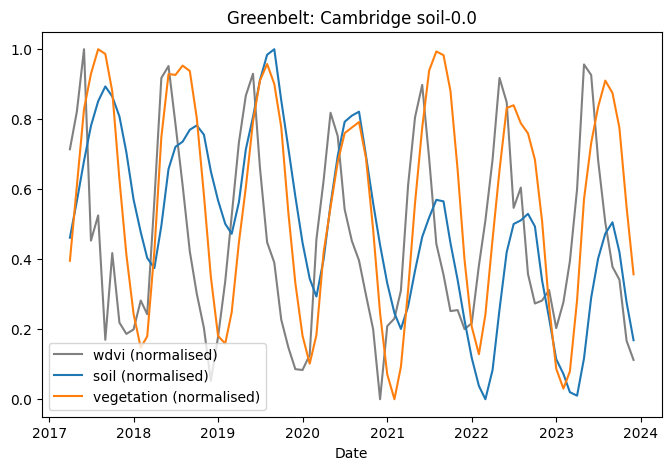 Greenbelt: Cambridge soil-0.0
1.0
0.8
0.6
0.4
0.2
0.0
wdvi (normalised)
soil (normalised)
vegetation (normalised)
2017 2018 2019 2020 2021 2022 2023 2024
Date